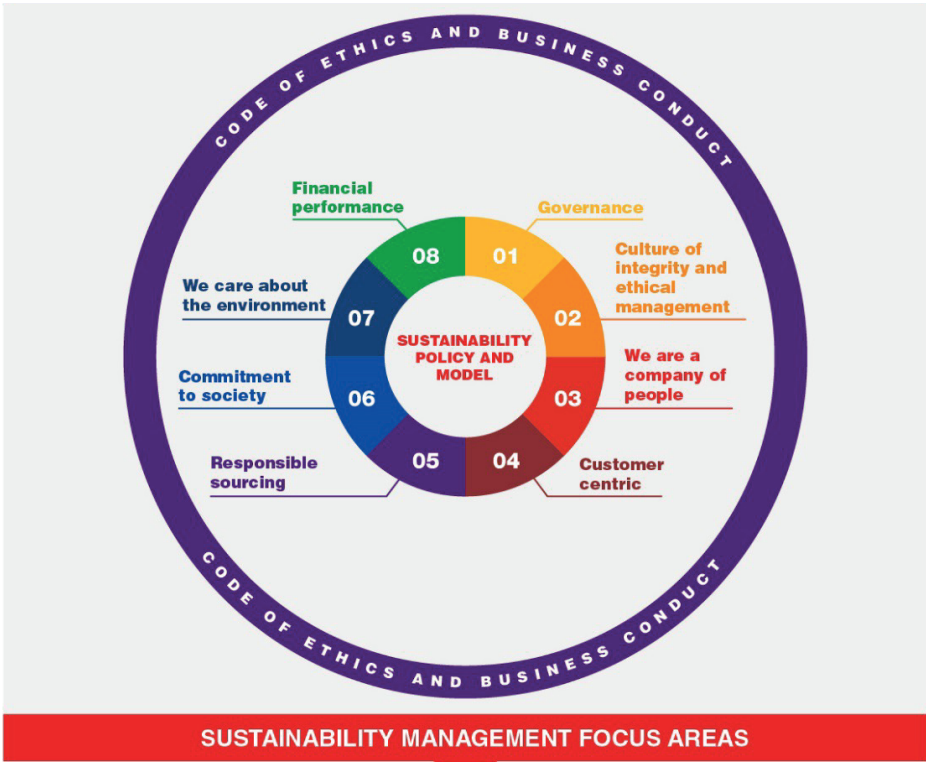 CODE OF ETHICS AND BUSINESS CONDUCT
Financial
performance
Governance
Culture of
integrity and
ethical
management
We care about
the environment
We are a
company of
people
Commitment
to society
Responsible
sourcing
Customer
centric
08
01
07
02
06
03
05
04
SUSTAINABILITY
POLICY AND
MODEL
CODE OF ETHICS AND BUSINESS CONDUCT
SUSTAINABILITY MANAGEMENT FOCUS AREAS